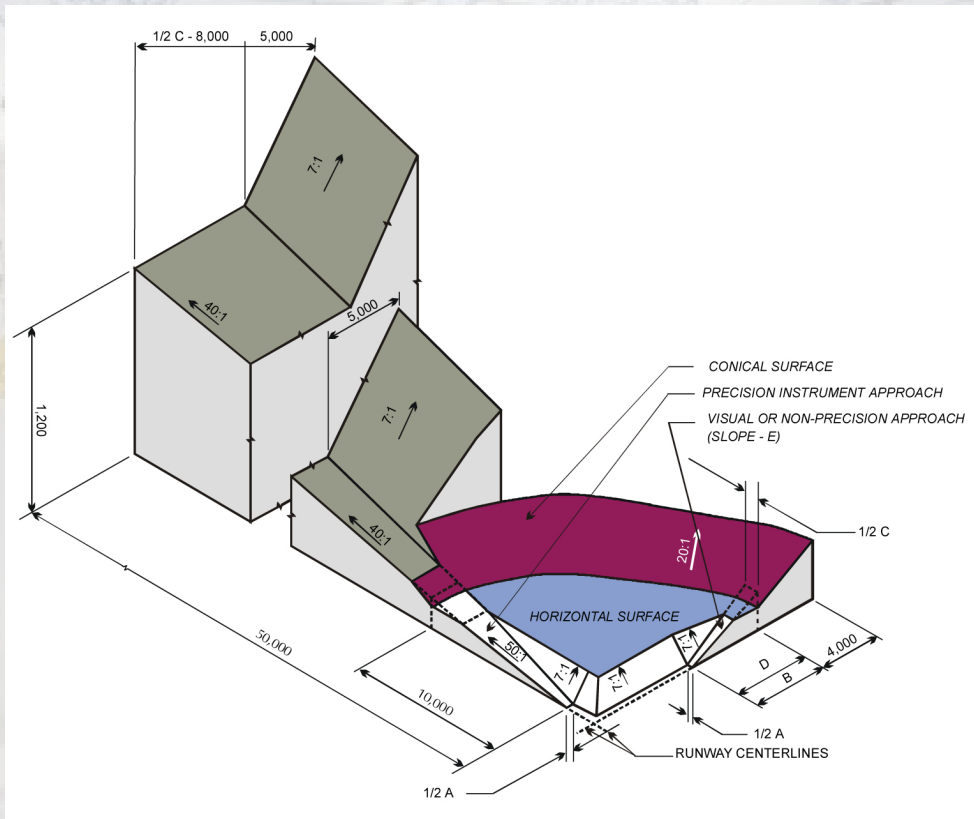 1/2 C - 8,000
5,000
7:1
40:1
5,000
1,200
7:1
CONICAL SURFACE
PRECISION INSTRUMENT APPROACH
VISUAL OR NON-PRECISION APPROACH
(SLOPE - E)
1/2 C
40:1
20:1
HORIZONTAL SURFACE
50:1
7:1
7:1
7:1
4,000
D
B
50,000
10,000
1/2 A
RUNWAY CENTERLINES
1/2 A